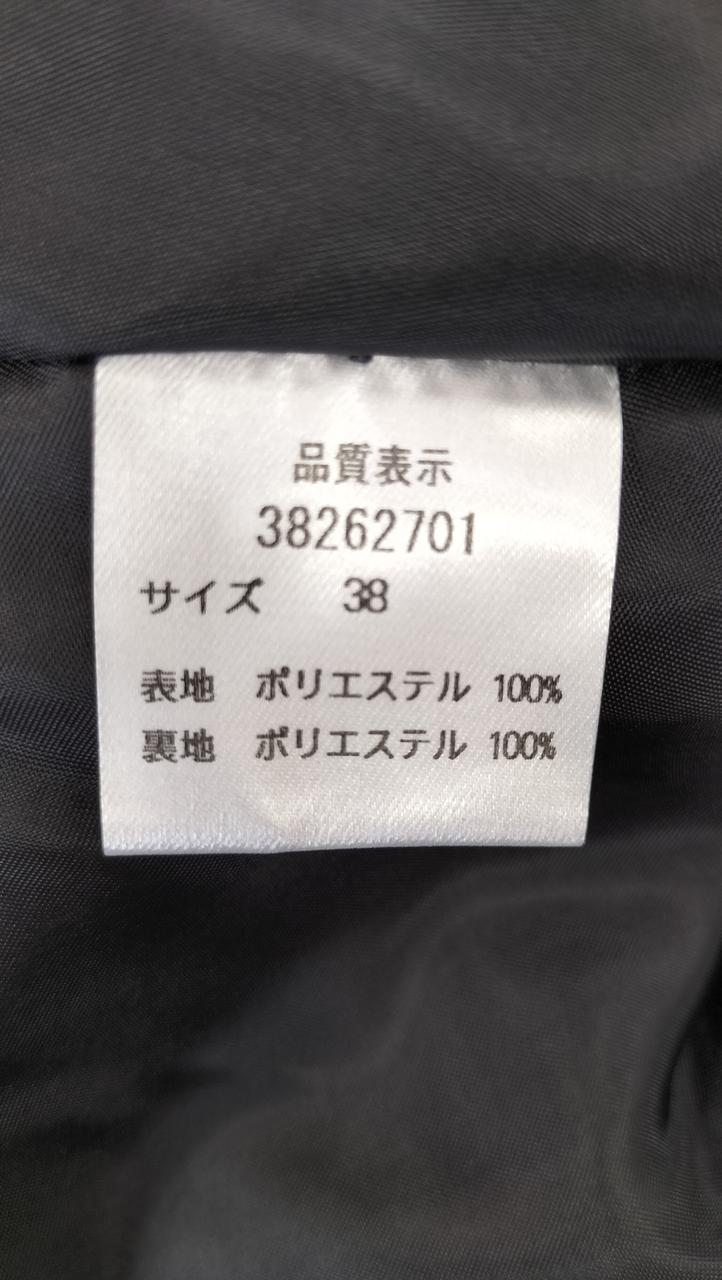 品質表示
38262701
サイズ 38
表地 ポリエステル 100%
裏地 ポリエステル 100%